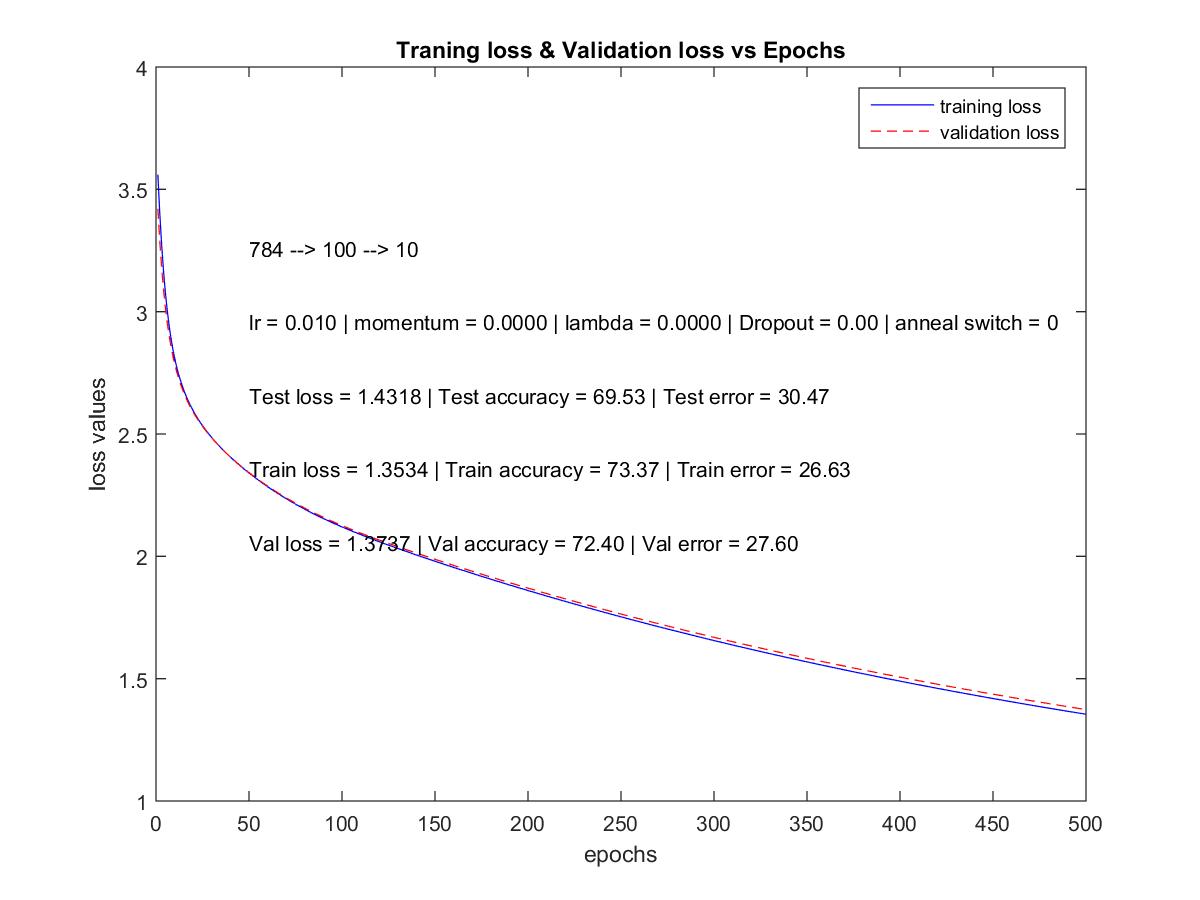 Traning loss & Validation loss vs Epochs
4
3.5
3
2.5
2
1.5
1
loss values
training loss
validation loss
784 --> 100 --> 10
lr = 0.010 | momentum = 0.0000 | lambda = 0.0000 | Dropout = 0.00 | anneal switch = 0
Test loss = 1.4318 | Test accuracy = 69.53 | Test error = 30.47
Train loss = 1.3534 | Train accuracy = 73.37 | Train error = 26.63
Val loss = 1.3737 | Val accuracy = 72.40 | Val error = 27.60
0 50 100 150 200 250 300 350 400 450 500
epochs